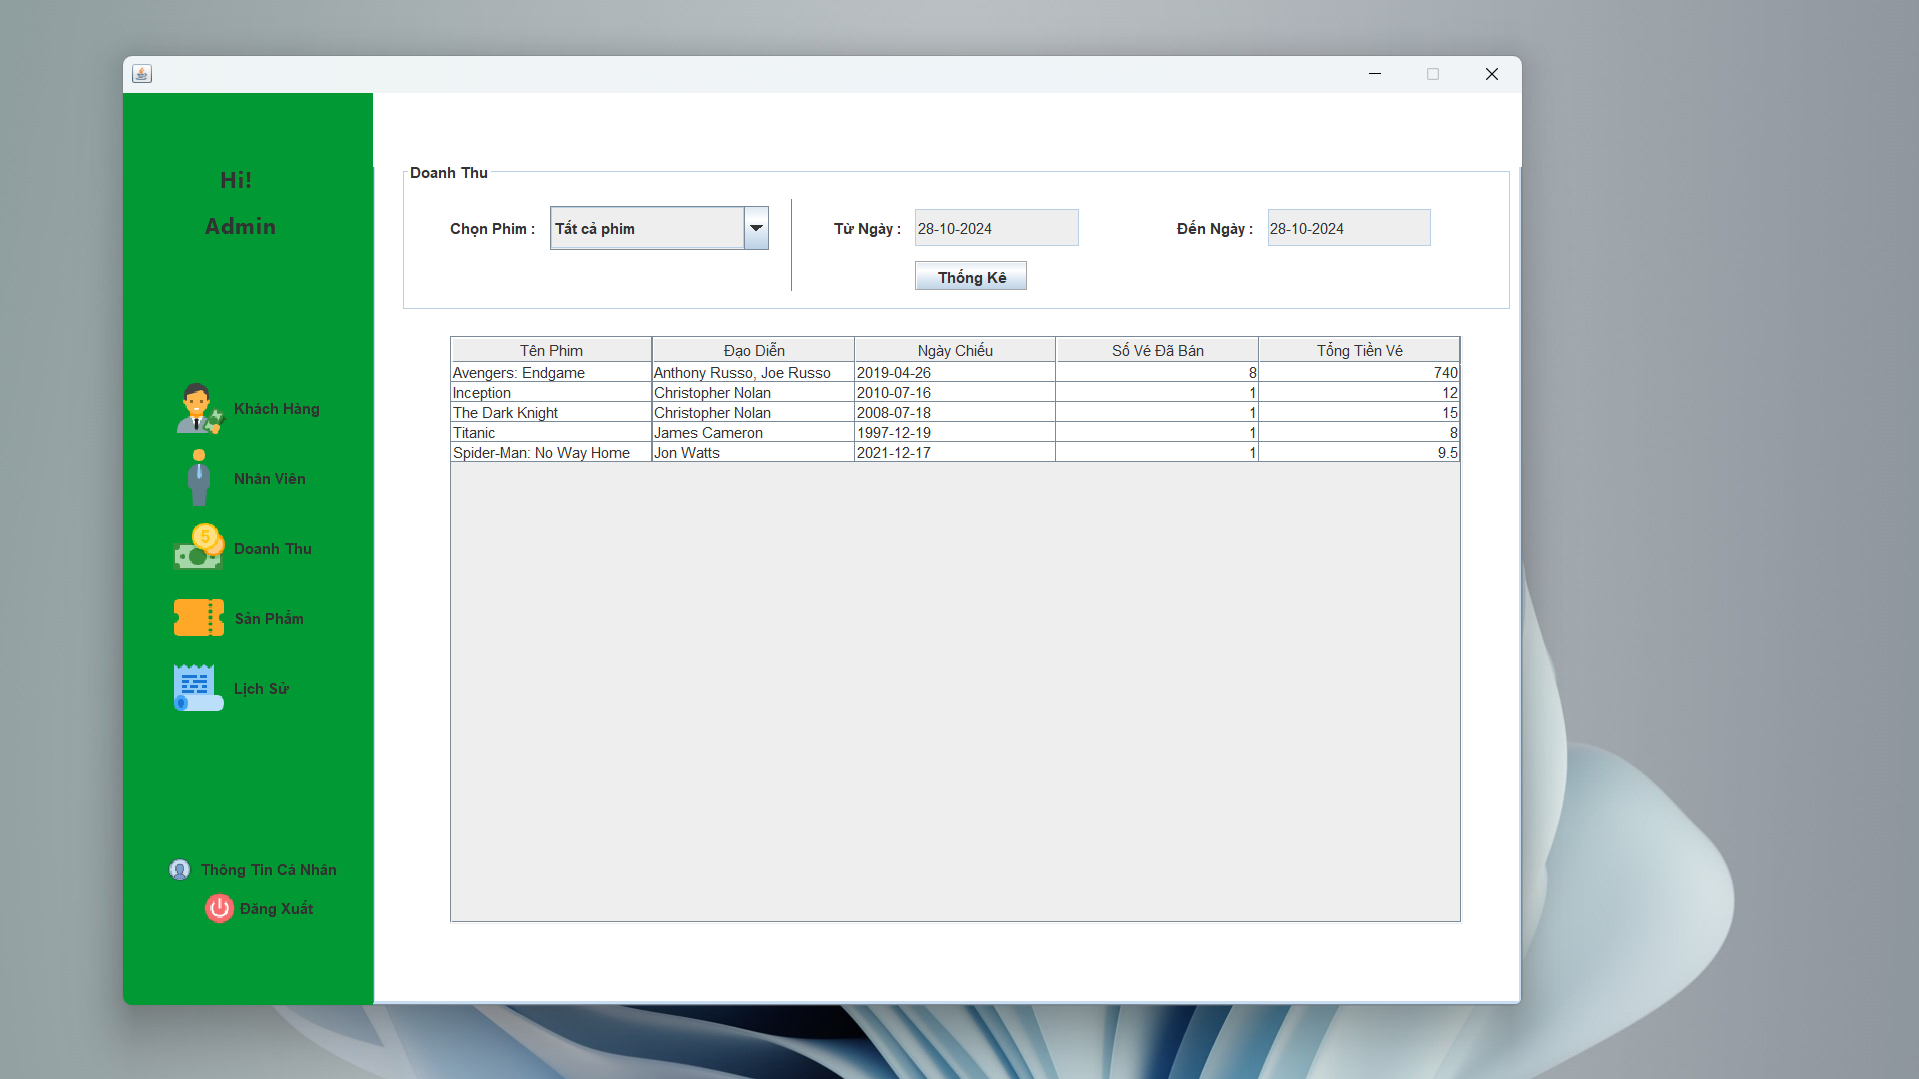 Hi!
Admin
Khách Hàng
Nhân Viên
Doanh Thu
Sản Phẩm
Lịch Sử
Thông Tin Cá Nhân
Đăng Xuất
Doanh Thu
Chọn Phim : Tất cả phim Từ Ngày : 28-10-2024 Đến Ngày : 28-10-2024
Thống Kê
Tên Phim Đạo Diễn Ngày Chiếu Số Vé Đã Bán Tổng Tiền Vé
Avengers: Endgame Anthony Russo, Joe Russo 2019-04-26 8 740
Inception Christopher Nolan 2010-07-16 1 12
The Dark Knight Christopher Nolan 2008-07-18 1 15
Titanic James Cameron 1997-12-19 1 8
Spider-Man: No Way Home Jon Watts 2021-12-17 1 9.5